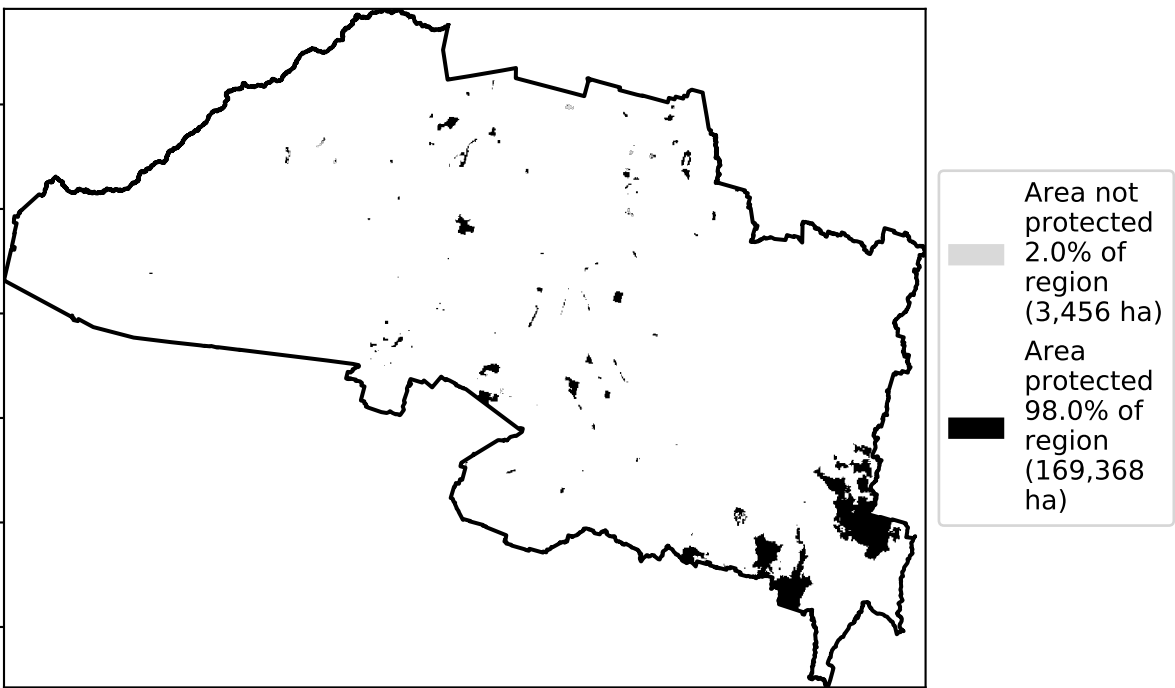 Area not
protected
2.0% of
region
(3,456 ha)
Area
protected
98.0% of
region
(169,368
ha)